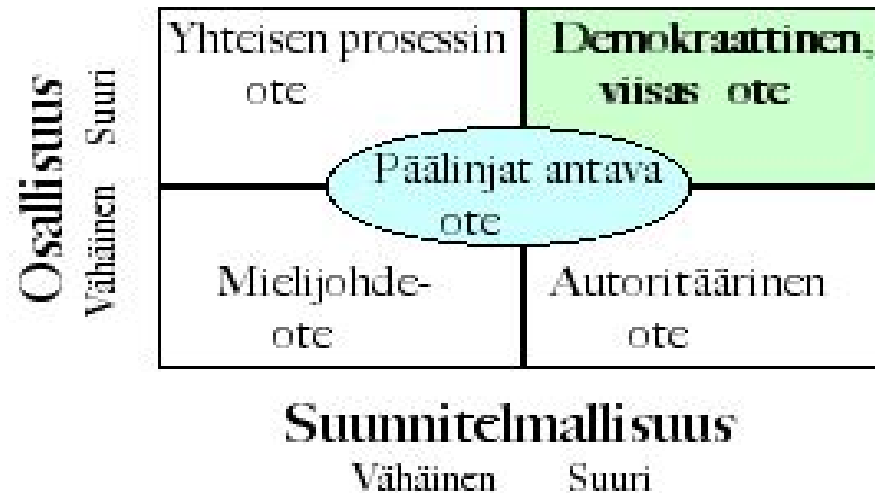 Yhteisen prosessin
ote
Demokraattinen,
viisas ote
Päälinjat antava
ote
Mielijohde-
ote
Autoritäärinen
ote
Osallisuus
Vähäinen Suuri
Suunnitelmallisuus
Vähäinen Suuri